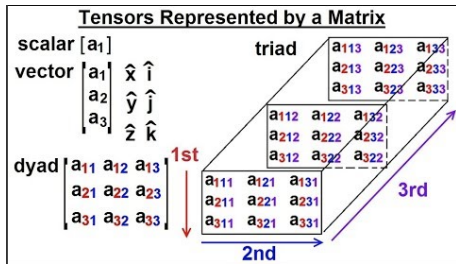 Tensors Represented by a Matrix
scalar [a1]
vector [a1 x̂ î
a2 ŷ ĵ
a3] ẑ k̂
dyad
a11 a12 a13
a21 a22 a23
a31 a32 a33
1st
2nd
3rd
triad
a113 a123 a133
a213 a223 a233
a313 a323 a333
a112 a122 a132
a212 a222 a232
a312 a322 a322
a111 a121 a131
a211 a221 a231
a311 a321 a331